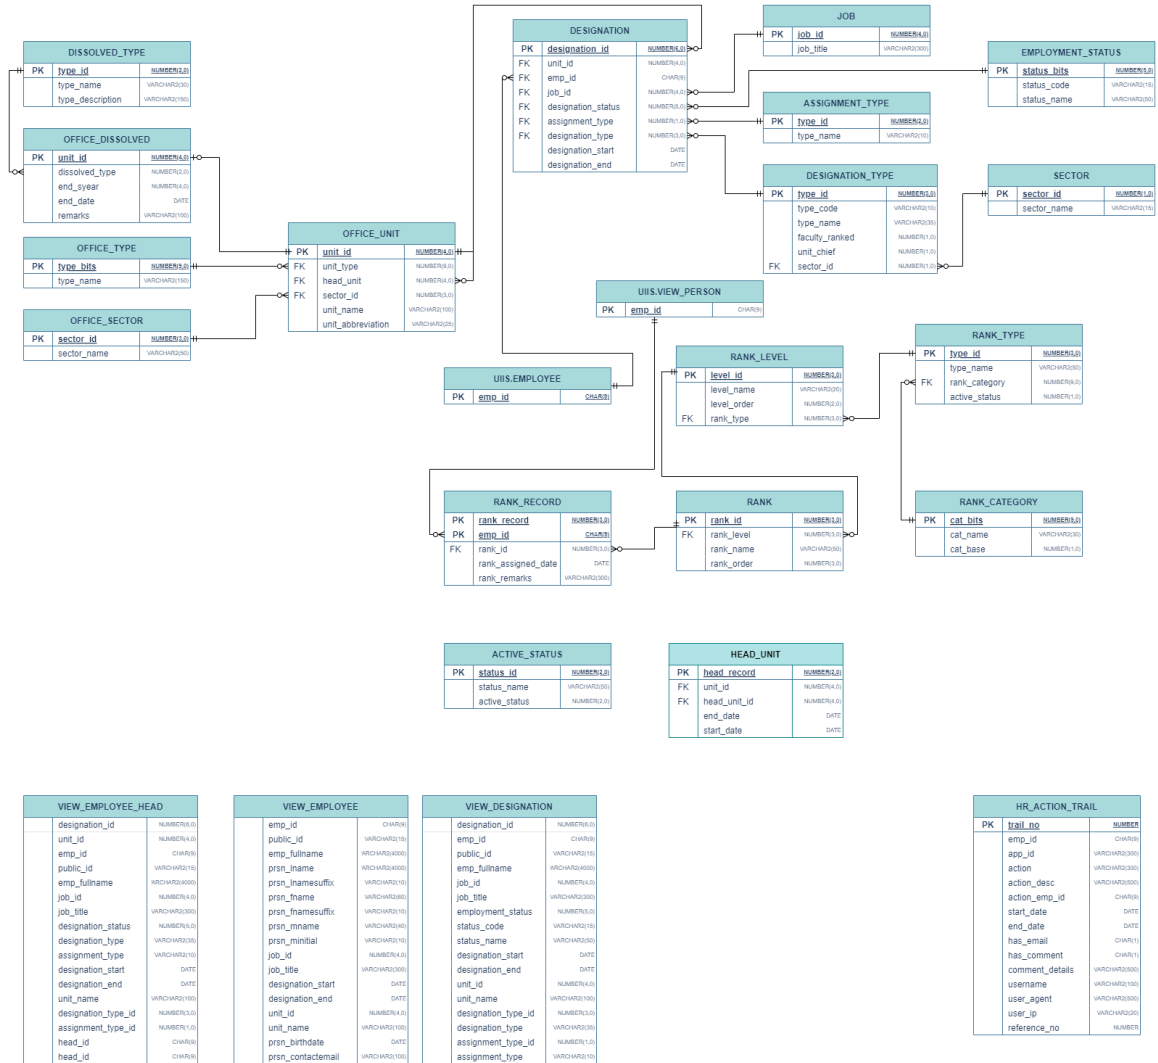 DISSOLVED_TYPE
PK type_id NUMBER(2,0)
type_name VARCHAR2(30)
type_description VARCHAR2(150)
OFFICE_DISSOLVED
PK unit_id NUMBER(4,0)
dissolved_type NUMBER(2,0)
end_syear NUMBER(4,0)
end_date DATE
remarks VARCHAR2(100)
OFFICE_TYPE
PK type_bits NUMBER(9,0)
type_name VARCHAR2(150)
OFFICE_SECTOR
PK sector_id NUMBER(3,0)
sector_name VARCHAR2(50)
OFFICE_UNIT
PK unit_id NUMBER(4,0)
FK unit_type NUMBER(9,0)
FK head_unit NUMBER(4,0)
FK sector_id NUMBER(3,0)
unit_name VARCHAR2(100)
unit_abbreviation VARCHAR2(25)
DESIGNATION
PK designation_id NUMBER(6,0)
FK unit_id NUMBER(4,0)
FK emp_id CHAR(9)
FK job_id NUMBER(4,0)
FK designation_status NUMBER(5,0)
FK assignment_type NUMBER(1,0)
FK designation_type NUMBER(3,0)
designation_start DATE
designation_end DATE
JOB
PK job_id NUMBER(4,0)
job_title VARCHAR2(300)
EMPLOYMENT_STATUS
PK status_bits NUMBER(5,0)
status_code VARCHAR2(15)
status_name VARCHAR2(50)
ASSIGNMENT_TYPE
PK type_id NUMBER(2,0)
type_name VARCHAR2(10)
DESIGNATION_TYPE
PK type_id NUMBER(3,0)
type_code VARCHAR2(10)
type_name VARCHAR2(35)
faculty_ranked NUMBER(1,0)
unit_chief NUMBER(1,0)
FK sector_id NUMBER(1,0)
SECTOR
PK sector_id NUMBER(1,0)
sector_name VARCHAR2(15)
UIIS.VIEW_PERSON
PK emp_id CHAR(9)
UIIS.EMPLOYEE
PK emp_id CHAR(9)
RANK_LEVEL
PK level_id NUMBER(3,0)
level_name VARCHAR2(20)
level_order NUMBER(2,0)
FK rank_type NUMBER(3,0)
RANK_TYPE
PK type_id NUMBER(3,0)
type_name VARCHAR2(50)
FK rank_category NUMBER(9,0)
active_status NUMBER(1,0)
RANK_RECORD
PK rank_record NUMBER(3,0)
PK emp_id CHAR(9)
FK rank_id NUMBER(3,0)
rank_assigned_date DATE
rank_remarks VARCHAR2(300)
RANK
PK rank_id NUMBER(3,0)
FK rank_level NUMBER(3,0)
rank_name VARCHAR2(50)
rank_order NUMBER(3,0)
RANK_CATEGORY
PK cat_bits NUMBER(9,0)
cat_name VARCHAR2(30)
cat_base NUMBER(1,0)
ACTIVE_STATUS
PK status_id NUMBER(2,0)
status_name VARCHAR2(50)
active_status NUMBER(2,0)
HEAD_UNIT
PK head_record NUMBER(2,0)
FK unit_id NUMBER(4,0)
FK head_unit_id NUMBER(4,0)
end_date DATE
start_date DATE
VIEW_EMPLOYEE_HEAD
designation_id NUMBER(6,0)
unit_id NUMBER(4,0)
emp_id CHAR(9)
public_id VARCHAR2(15)
emp_fullname ARCHAR2(4000)
job_id NUMBER(4,0)
job_title VARCHAR2(300)
designation_status NUMBER(5,0)
designation_type VARCHAR2(35)
assignment_type VARCHAR2(10)
designation_start DATE
designation_end DATE
unit_name VARCHAR2(100)
designation_type_id NUMBER(3,0)
assignment_type_id NUMBER(1,0)
head_id CHAR(9)
head_id CHAR(9)
VIEW_EMPLOYEE
emp_id CHAR(9)
public_id VARCHAR2(15)
emp_fullname ARCHAR2(4000)
prsn_lname ARCHAR2(4000)
prsn_lnamesuffix VARCHAR2(10)
prsn_fname VARCHAR2(60)
prsn_fnamesuffix VARCHAR2(10)
prsn_mname VARCHAR2(40)
prsn_minitial VARCHAR2(10)
job_id NUMBER(4,0)
job_title VARCHAR2(300)
designation_start DATE
designation_end DATE
unit_id NUMBER(4,0)
unit_name VARCHAR2(100)
prsn_birthdate DATE
prsn_contactemail VARCHAR2(100)
VIEW_DESIGNATION
designation_id NUMBER(6,0)
emp_id CHAR(9)
public_id VARCHAR2(15)
emp_fullname ARCHAR2(4000)
job_id NUMBER(4,0)
job_title VARCHAR2(300)
employment_status NUMBER(5,0)
status_code VARCHAR2(15)
status_name VARCHAR2(50)
designation_start DATE
designation_end DATE
unit_id NUMBER(4,0)
unit_name VARCHAR2(100)
designation_type_id NUMBER(3,0)
designation_type VARCHAR2(35)
assignment_type_id NUMBER(1,0)
assignment_type VARCHAR2(10)
HR_ACTION_TRAIL
PK trail_no NUMBER
emp_id CHAR(9)
app_id VARCHAR2(300)
action VARCHAR2(300)
action_desc VARCHAR2(500)
action_emp_id CHAR(9)
start_date DATE
end_date DATE
has_email CHAR(1)
has_comment CHAR(1)
comment_details VARCHAR2(500)
username VARCHAR2(100)
user_agent VARCHAR2(500)
user_ip VARCHAR2(20)
reference_no NUMBER